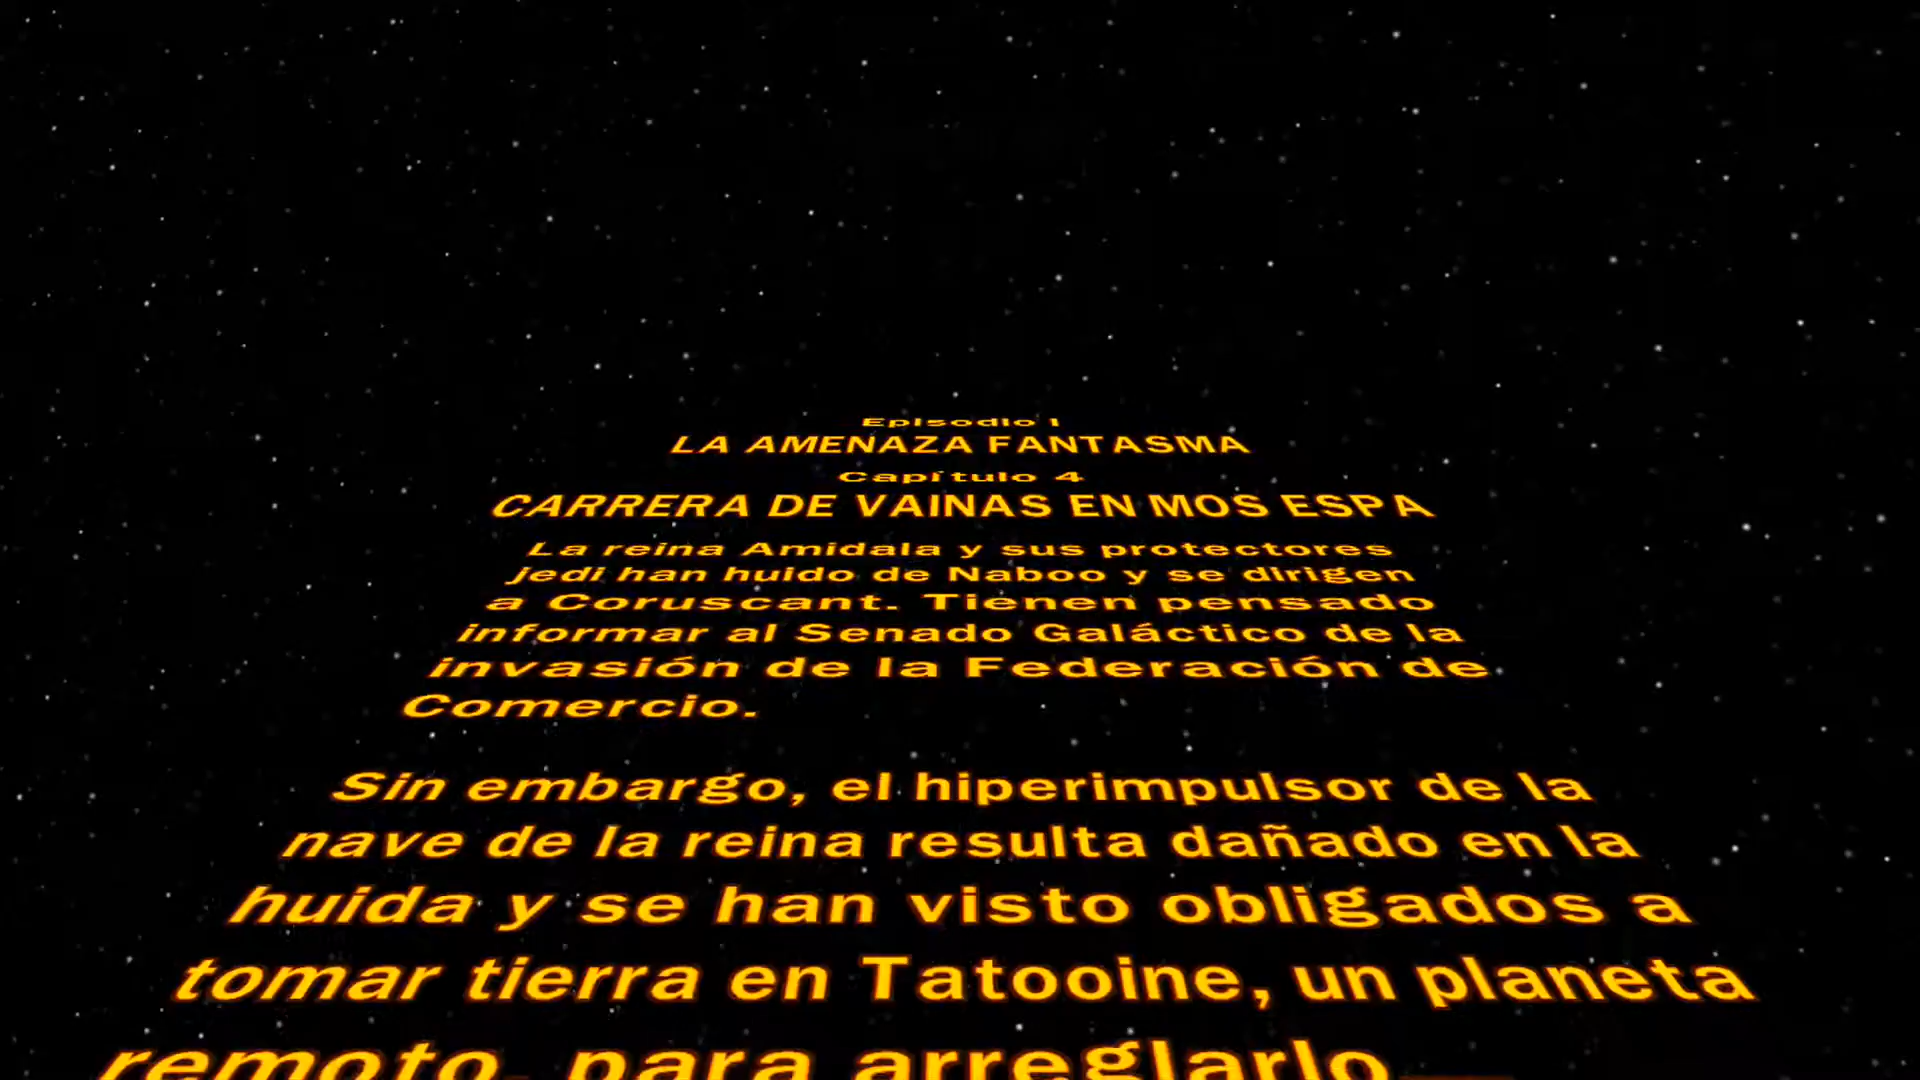 Episodio I
LA AMENAZA FANTASMA
Capítulo 4
CARRERA DE VAINAS EN MOS ESPA
La reina Amidala y sus protectores
jedi han huido de Naboo y se dirigen
a Coruscant. Tienen pensado
informar al Senado Galáctico de la
invasión de la Federación de
Comercio.
Sin embargo, el hiperimpulsor de la
nave de la reina resulta dañado en la
huida y se han visto obligados a
tomar tierra en Tatooine, un planeta
remoto, para arreglarlo